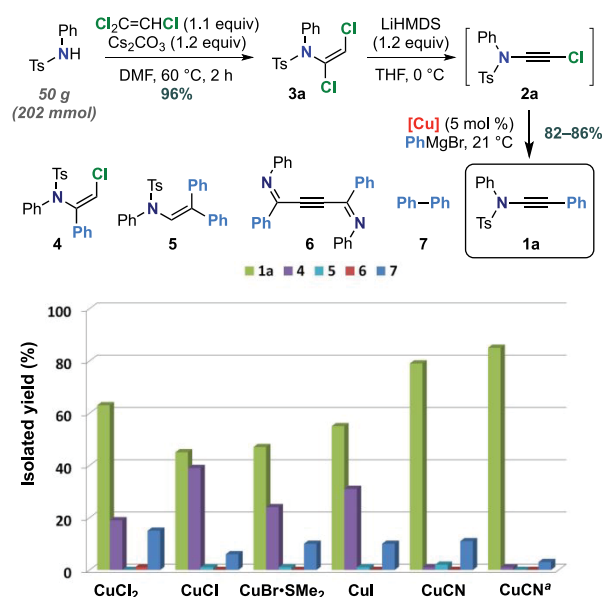 Ph
NH
Ts
50 g
(202 mmol)
Cl₂C=CHCl (1.1 equiv)
Cs₂CO₃ (1.2 equiv)
DMF, 60 °C, 2 h
96%
Ph
Cl
N
Ts
Cl
3a
LiHMDS
(1.2 equiv)
THF, 0 °C
Ph
N
Cl
Ts
2a
[Cu] (5 mol %)
PhMgBr, 21 °C
82–86%
Ts
Cl
N
Ph
Ph
4
Ts
Ph
N
Ph
Ph
5
Ph
N
Ph
Ph
N
Ph
6
Ph–Ph
7
Ph
N
Ph
Ts
1a
1a 4 5 6 7
Isolated yield (%)
100
80
60
40
20
0
CuCl₂ CuCl CuBr•SMe₂ CuI CuCN CuCNᵃ